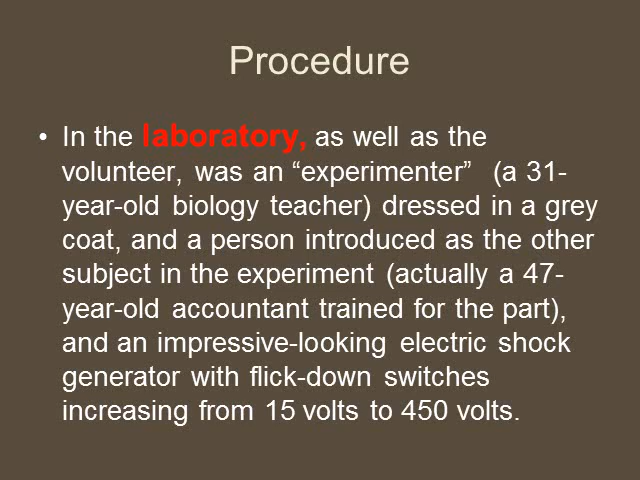 Procedure
• In the laboratory, as well as the
volunteer, was an “experimenter” (a 31-
year-old biology teacher) dressed in a grey
coat, and a person introduced as the other
subject in the experiment (actually a 47-
year-old accountant trained for the part),
and an impressive-looking electric shock
generator with flick-down switches
increasing from 15 volts to 450 volts.